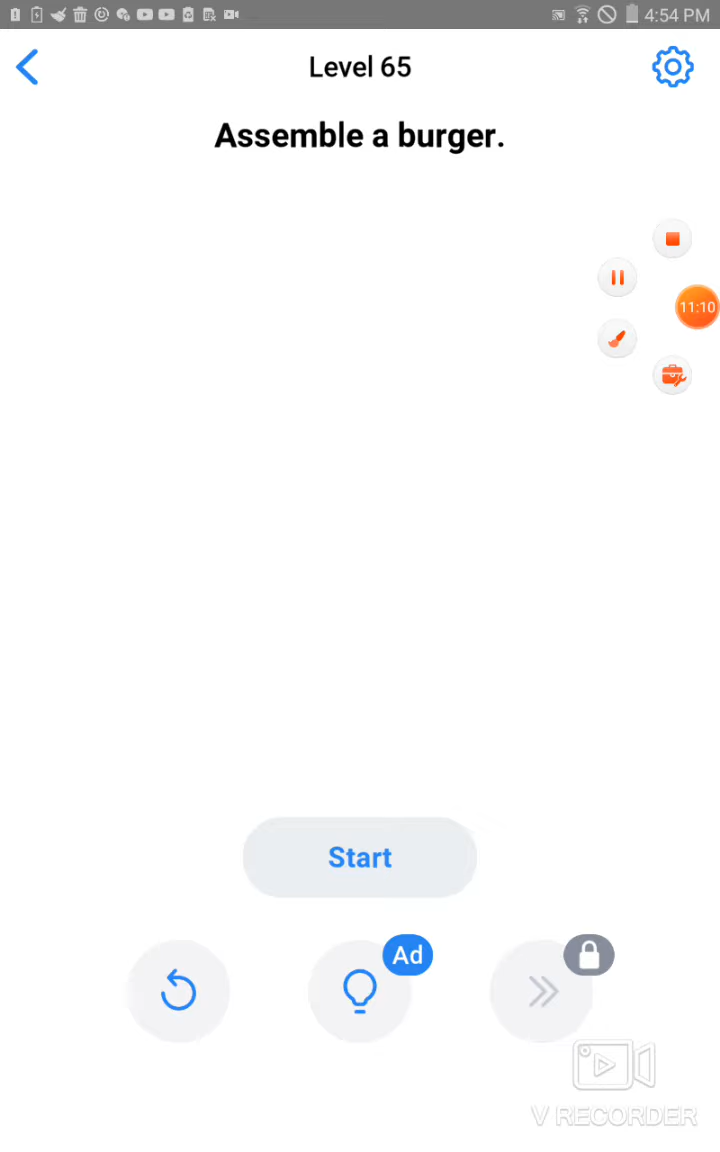 4:54 PM
Level 65
Assemble a burger.
11:10
Start
Ad
V RECORDER